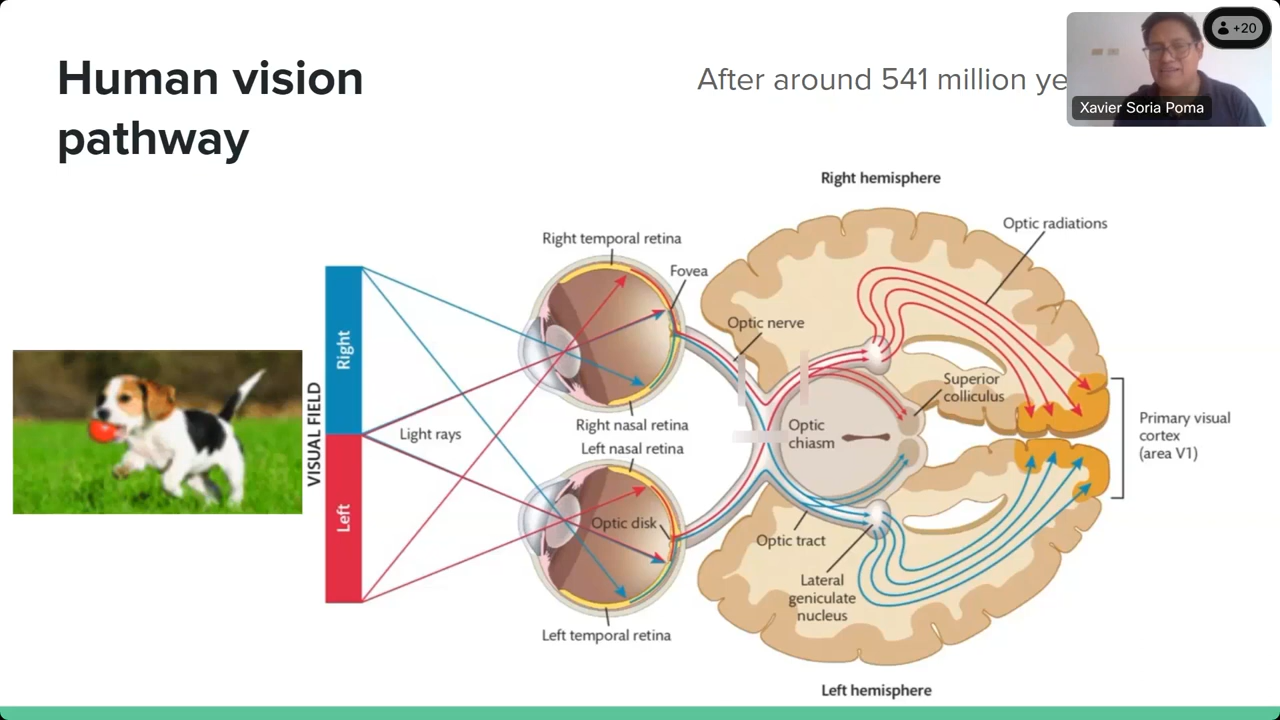 Human vision
pathway
After around 541 million ye
+20
Xavier Soria Poma
Right hemisphere
Optic radiations
Right temporal retina
Fovea
Optic nerve
Right
Left
VISUAL FIELD
Light rays
Superior
colliculus
Right nasal retina
Left nasal retina
Optic
chiasm
Primary visual
cortex
(area V1)
Optic disk
Optic tract
Lateral
geniculate
nucleus
Left temporal retina
Left hemisphere